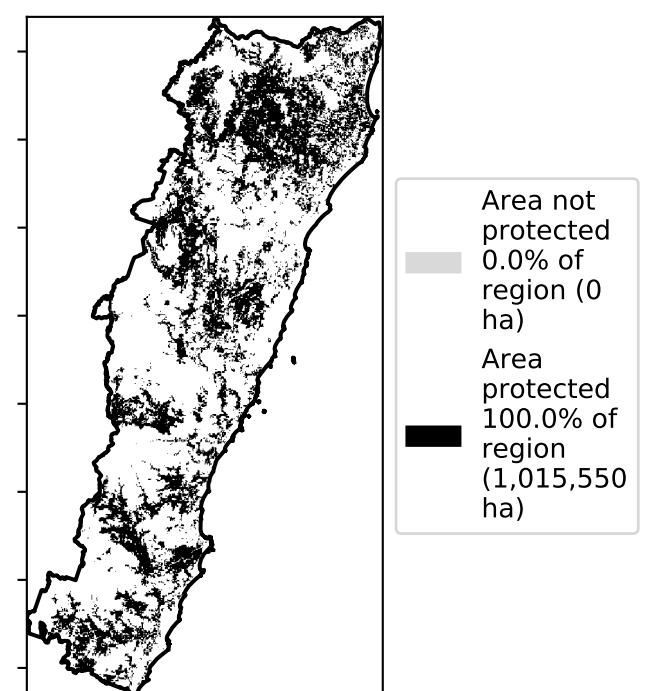 Area not
protected
0.0% of
region (0
ha)
Area
protected
100.0% of
region
(1,015,550
ha)